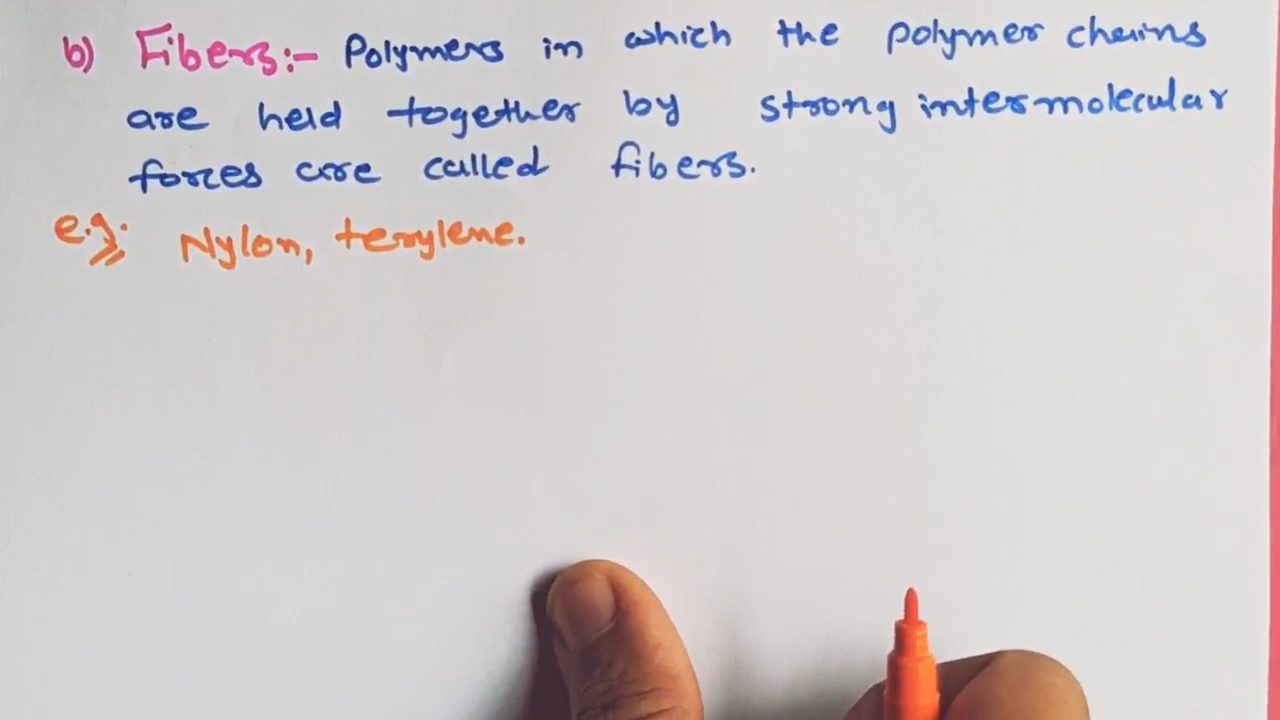 b) Fibers:- Polymers in which the polymer chains
are held together by strong intermolecular
forces are called fibers.
e.g: Nylon, terylene.